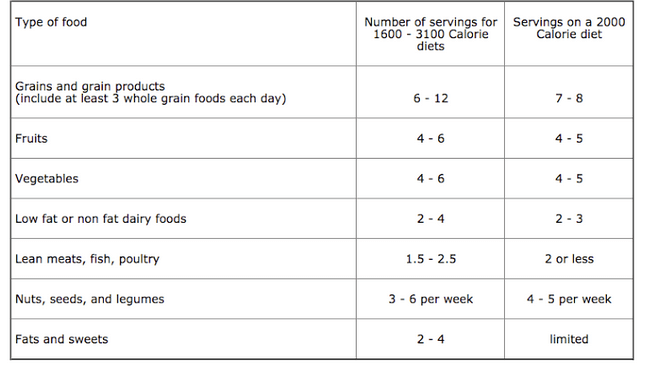 Type of food
Number of servings for
1600 - 3100 Calorie
diets
Servings on a 2000
Calorie diet
Grains and grain products
(include at least 3 whole grain foods each day)
6 - 12
7 - 8
Fruits
4 - 6
4 - 5
Vegetables
4 - 6
4 - 5
Low fat or non fat dairy foods
2 - 4
2 - 3
Lean meats, fish, poultry
1.5 - 2.5
2 or less
Nuts, seeds, and legumes
3 - 6 per week
4 - 5 per week
Fats and sweets
2 - 4
limited